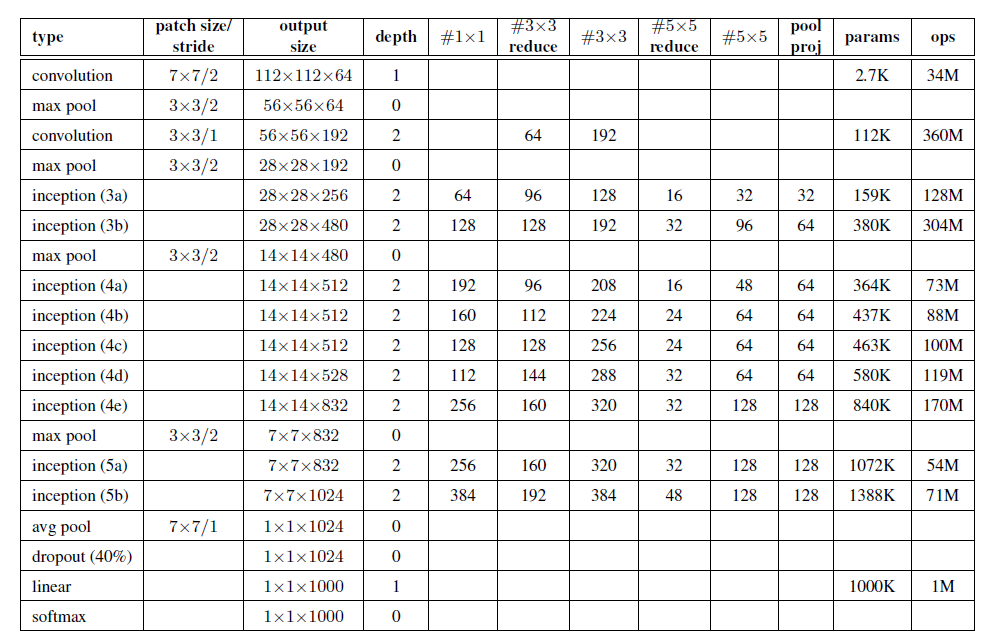 type patch size/ stride output size depth #1×1 #3×3 reduce #3×3 #5×5 reduce #5×5 pool proj params ops
convolution 7×7/2 112×112×64 1 2.7K 34M
max pool 3×3/2 56×56×64 0
convolution 3×3/1 56×56×192 2 64 192 112K 360M
max pool 3×3/2 28×28×192 0
inception (3a) 28×28×256 2 64 96 128 16 32 32 159K 128M
inception (3b) 28×28×480 2 128 128 192 32 96 64 380K 304M
max pool 3×3/2 14×14×480 0
inception (4a) 14×14×512 2 192 96 208 16 48 64 364K 73M
inception (4b) 14×14×512 2 160 112 224 24 64 64 437K 88M
inception (4c) 14×14×512 2 128 128 256 24 64 64 463K 100M
inception (4d) 14×14×528 2 112 144 288 32 64 64 580K 119M
inception (4e) 14×14×832 2 256 160 320 32 128 128 840K 170M
max pool 3×3/2 7×7×832 0
inception (5a) 7×7×832 2 256 160 320 32 128 128 1072K 54M
inception (5b) 7×7×1024 2 384 192 384 48 128 128 1388K 71M
avg pool 7×7/1 1×1×1024 0
dropout (40%) 1×1×1024 0
linear 1×1×1000 1 1000K 1M
softmax 1×1×1000 0